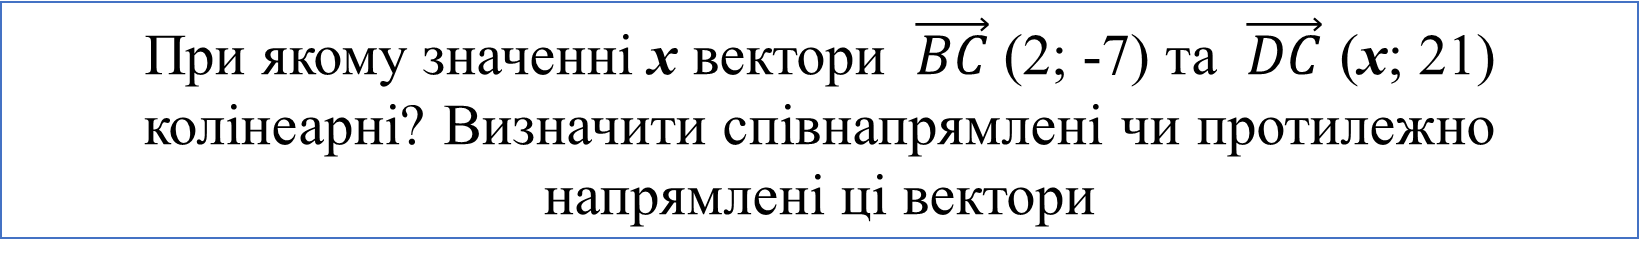 При якому значенні x вектори BC⃗ (2; -7) та DC⃗ (x; 21)
колінеарні? Визначити співнапрямлені чи протилежно
напрямлені ці вектори